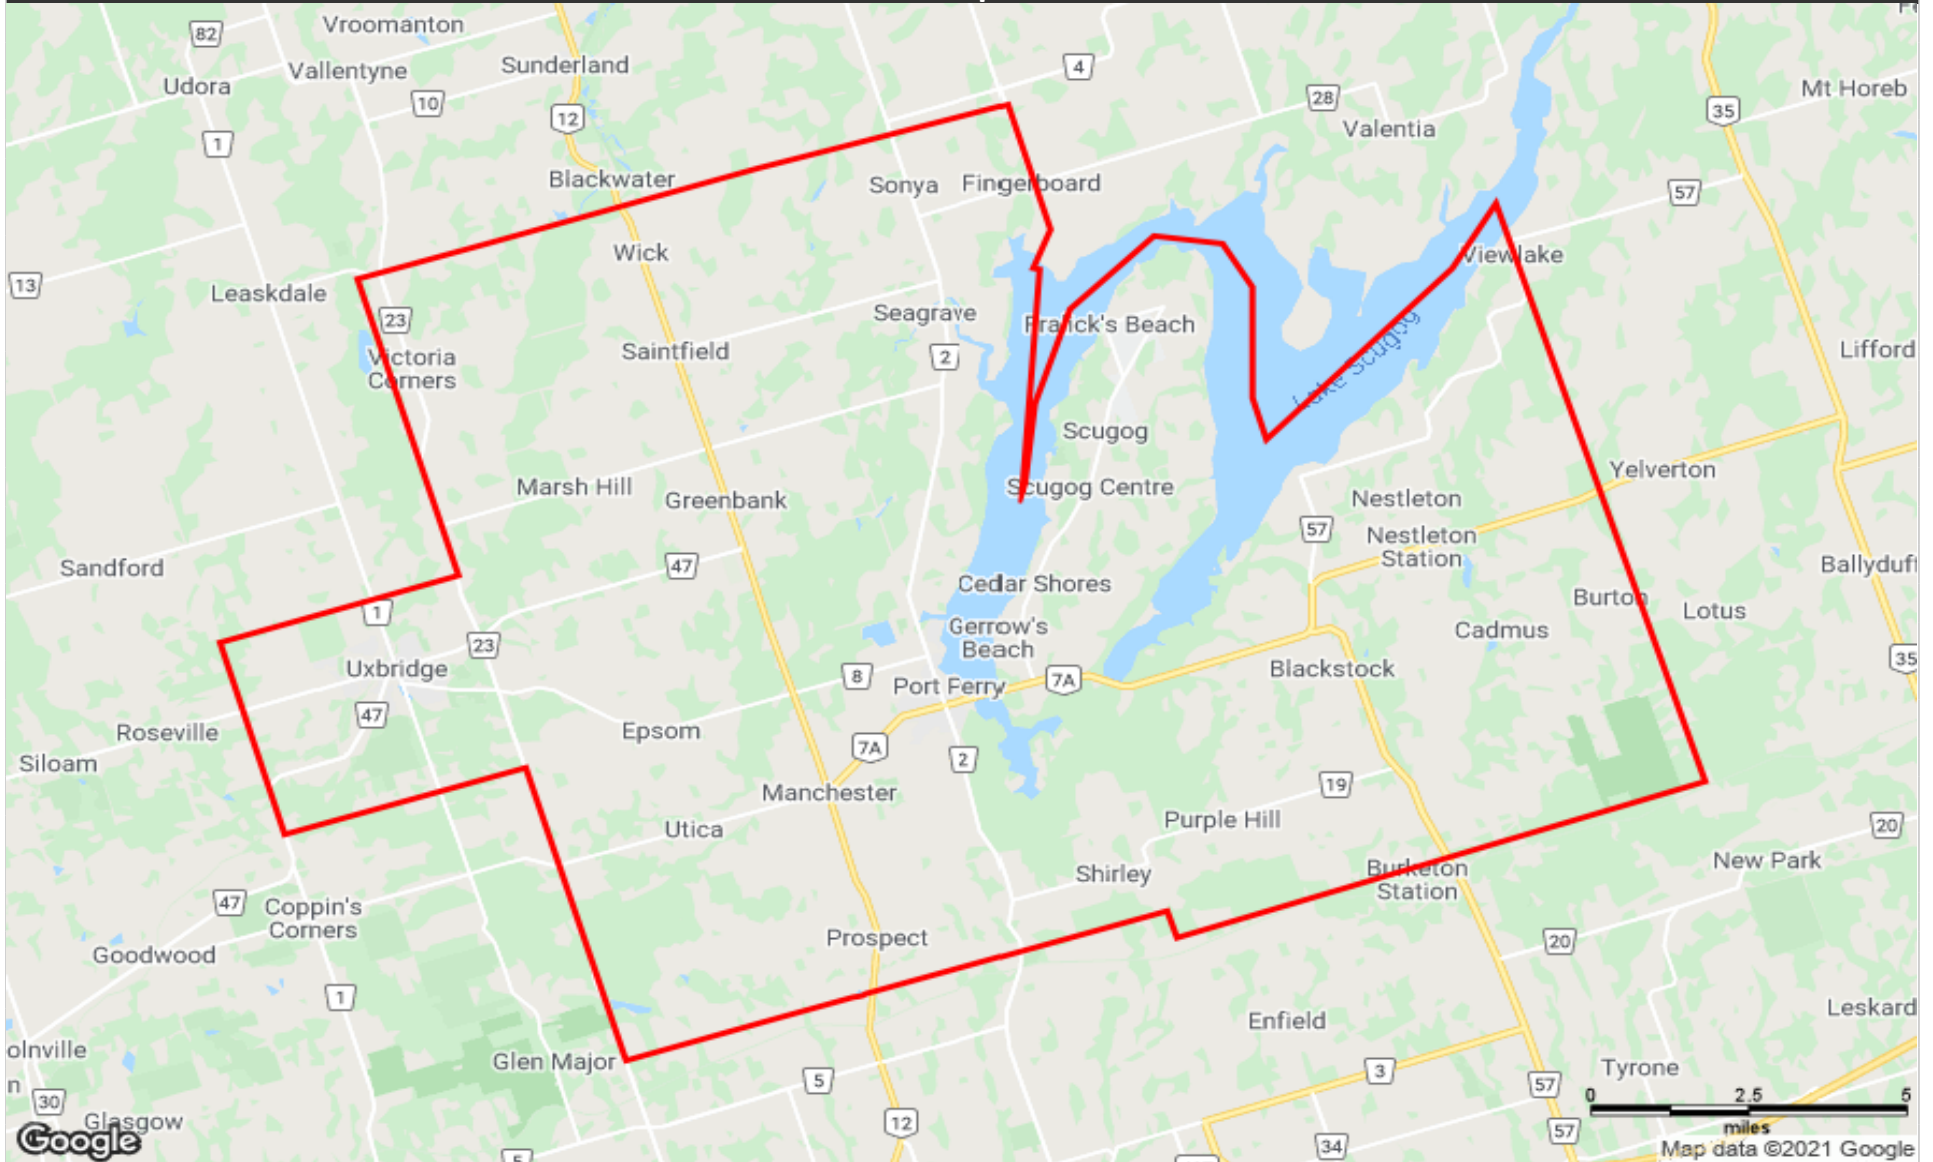 82
Vroomanton
Vallentyne
Sunderland
Udora
10
12
1
4
28
35
Mt Horeb
Valentia
Blackwater
Sonya
Fingerboard
57
13
Wick
Viewlake
Leaskdale
23
Seagrave
Franck's Beach
Lake Scugog
Victoria
Corners
Saintfield
2
Lifford
Scugog
Marsh Hill
Greenbank
Scugog Centre
Yelverton
Nestleton
57
Nestleton
Station
Sandford
47
Cedar Shores
Ballyduff
Burton
Lotus
1
23
Gerrow's
Beach
Cadmus
Uxbridge
8
Port Ferry
7A
Blackstock
35
47
Roseville
Epsom
7A
2
Siloam
Manchester
19
Utica
Purple Hill
20
Shirley
Burketon
Station
New Park
47
Coppin's
Corners
Prospect
20
Goodwood
1
Enfield
Leskard
olnville
n
Glen Major
5
3
57
Tyrone
30
Glasgow
12
34
57
5
0 2.5 5
miles
Google
Map data ©2021 Google